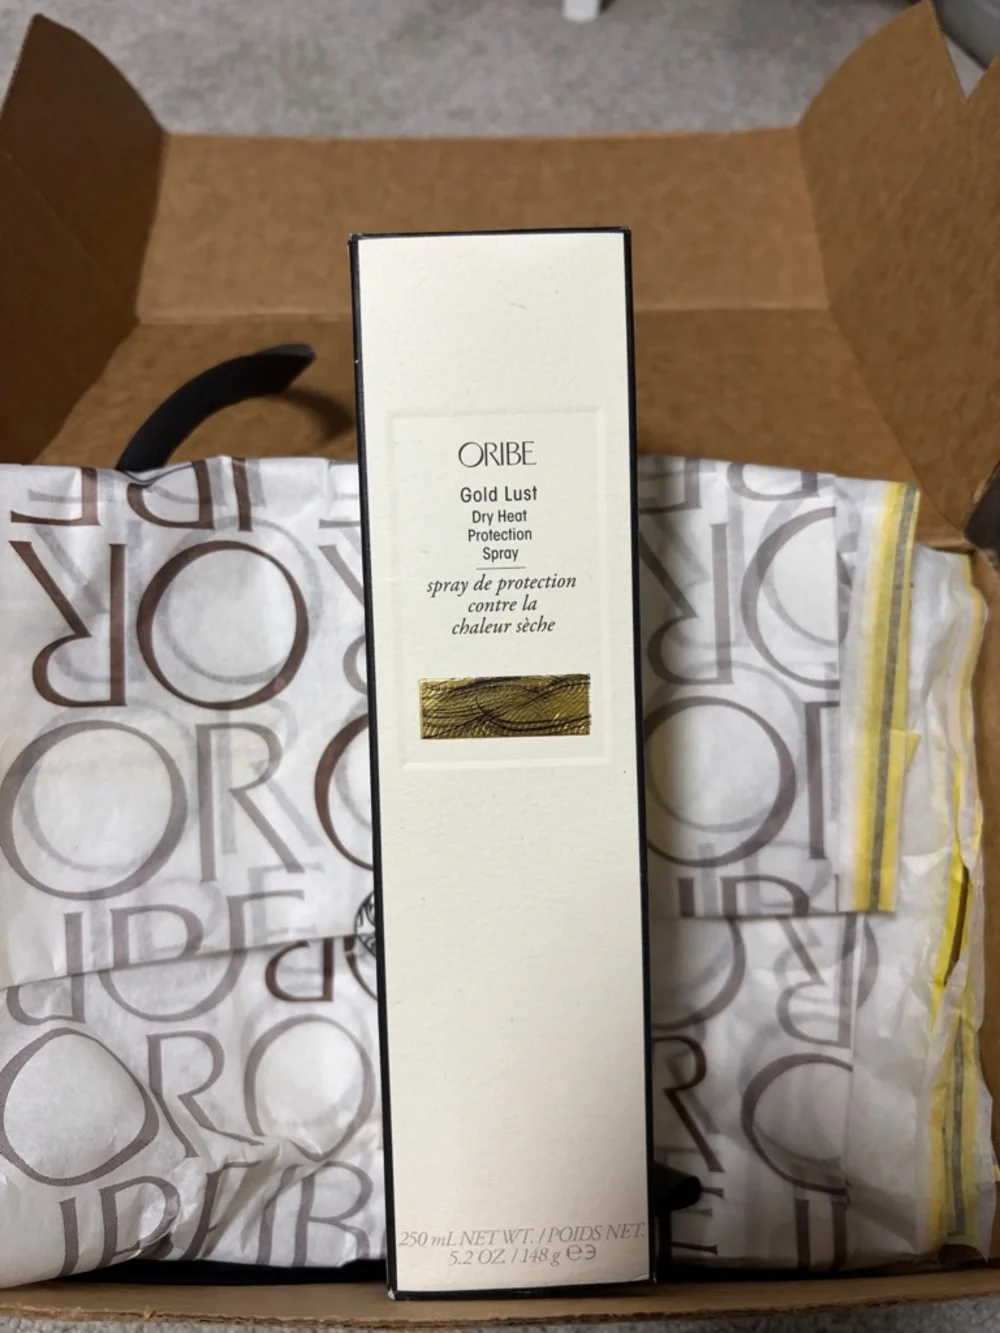 ORIBE
Gold Lust
Dry Heat
Protection
Spray
spray de protection
contre la
chaleur sèche
250 mL NET WT. / POIDS NET.
5.2 OZ. / 148 g